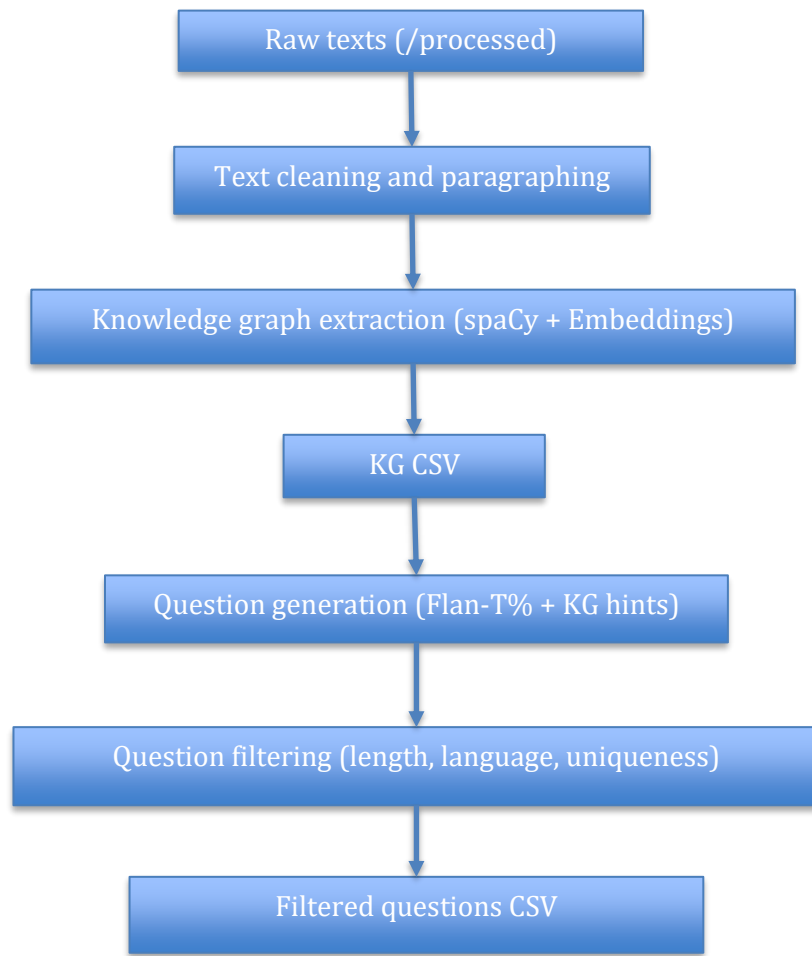 Raw texts (/processed)
Text cleaning and paragraphing
Knowledge graph extraction (spaCy + Embeddings)
KG CSV
Question generation (Flan-T% + KG hints)
Question filtering (length, language, uniqueness)
Filtered questions CSV